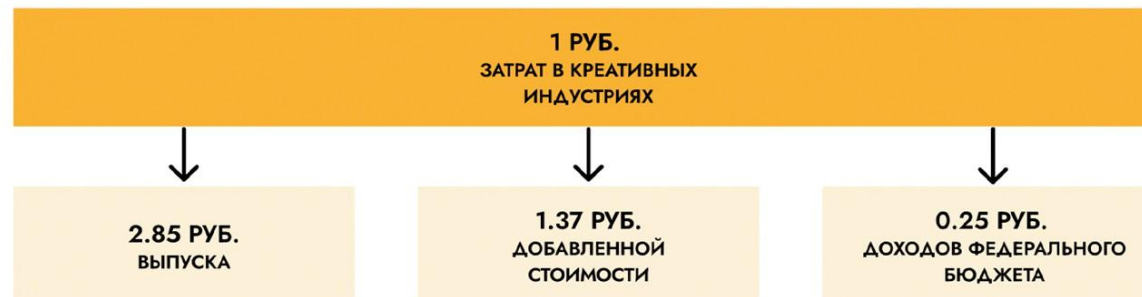 1 РУБ.
ЗАТРАТ В КРЕАТИВНЫХ
ИНДУСТРИЯХ
2.85 РУБ.
ВЫПУСКА
1.37 РУБ.
ДОБАВЛЕННОЙ
СТОИМОСТИ
0.25 РУБ.
ДОХОДОВ ФЕДЕРАЛЬНОГО
БЮДЖЕТА